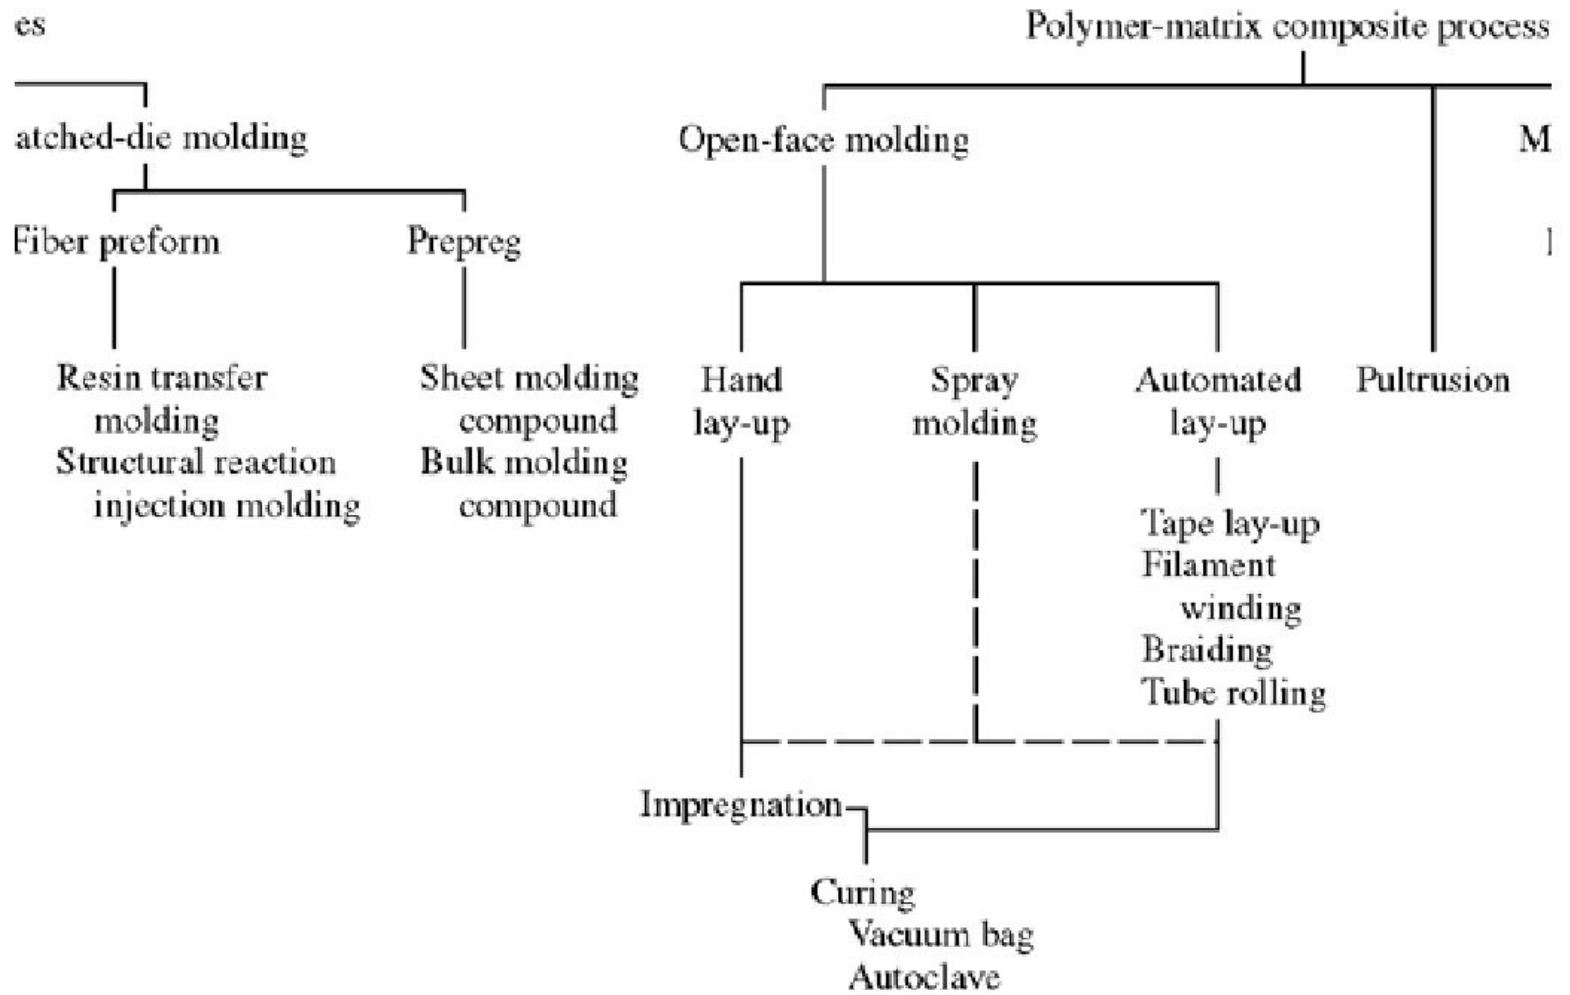 es
Polymer-matrix composite process
atched-die molding
Open-face molding
M
Fiber preform
Prepreg
Resin transfer
molding
Structural reaction
injection molding
Sheet molding
compound
Bulk molding
compound
Hand
lay-up
Spray
molding
Automated
lay-up
Pultrusion
Tape lay-up
Filament
winding
Braiding
Tube rolling
Impregnation
Curing
Vacuum bag
Autoclave